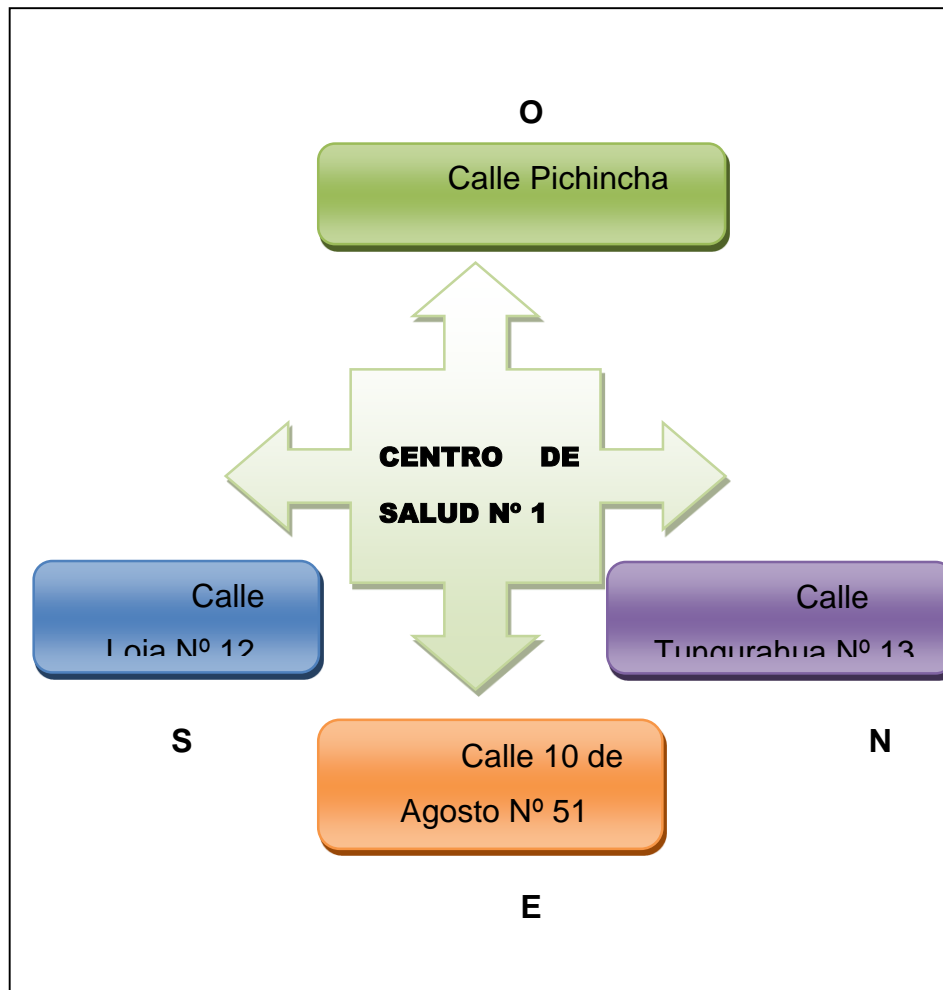 O
Calle Pichincha
CENTRO DE
SALUD Nº 1
Calle
Loja Nº 12
Calle
Tungurahua Nº 13
S
N
Calle 10 de
Agosto Nº 51
E